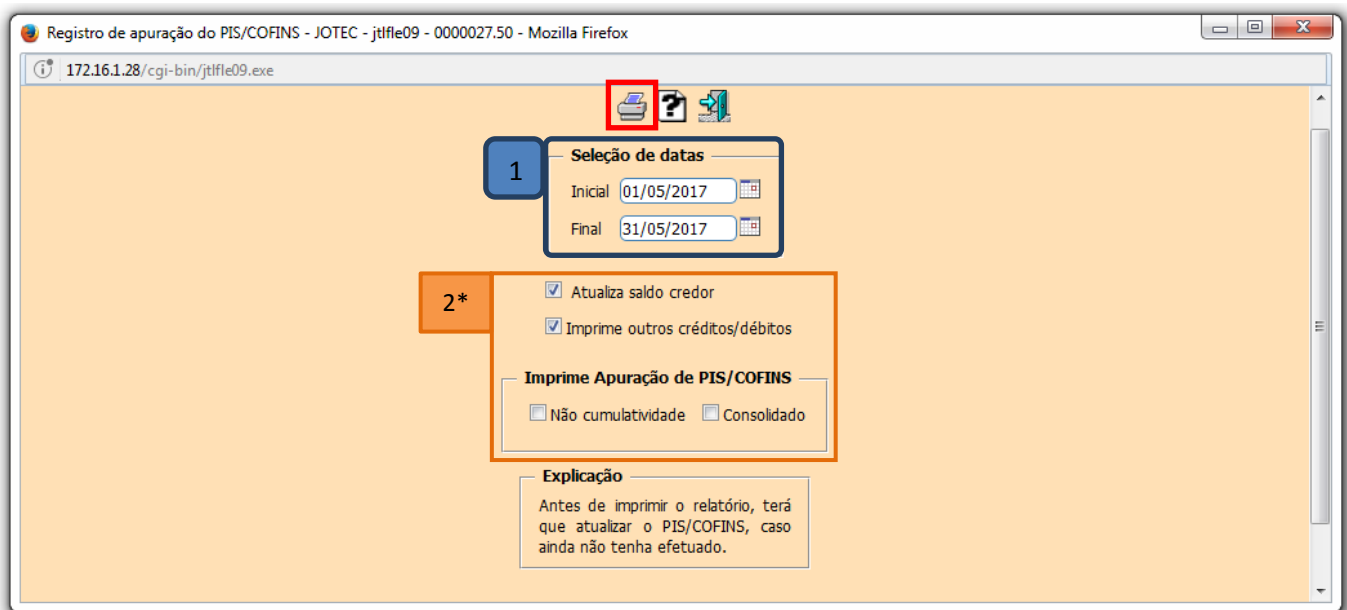 Registro de apuração do PIS/COFINS - JOTEC - jtlfle09 - 0000027.50 - Mozilla Firefox
172.16.1.28/cgi-bin/jtlfle09.exe
1
Seleção de datas
Inicial 01/05/2017
Final 31/05/2017
2*
Atualiza saldo credor
Imprime outros créditos/débitos
Imprime Apuração de PIS/COFINS
Não cumulatividade Consolidado
Explicação
Antes de imprimir o relatório, terá
que atualizar o PIS/COFINS, caso
ainda não tenha efetuado.